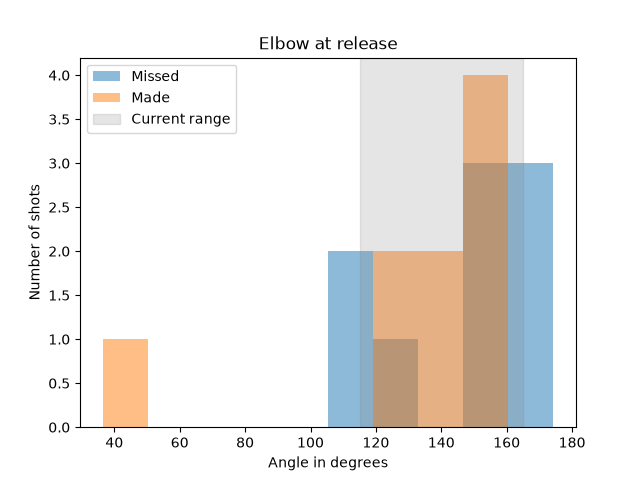 Elbow at release
Missed
Made
Current range
4.0
3.5
3.0
2.5
2.0
1.5
1.0
0.5
0.0
Number of shots
40 60 80 100 120 140 160 180
Angle in degrees